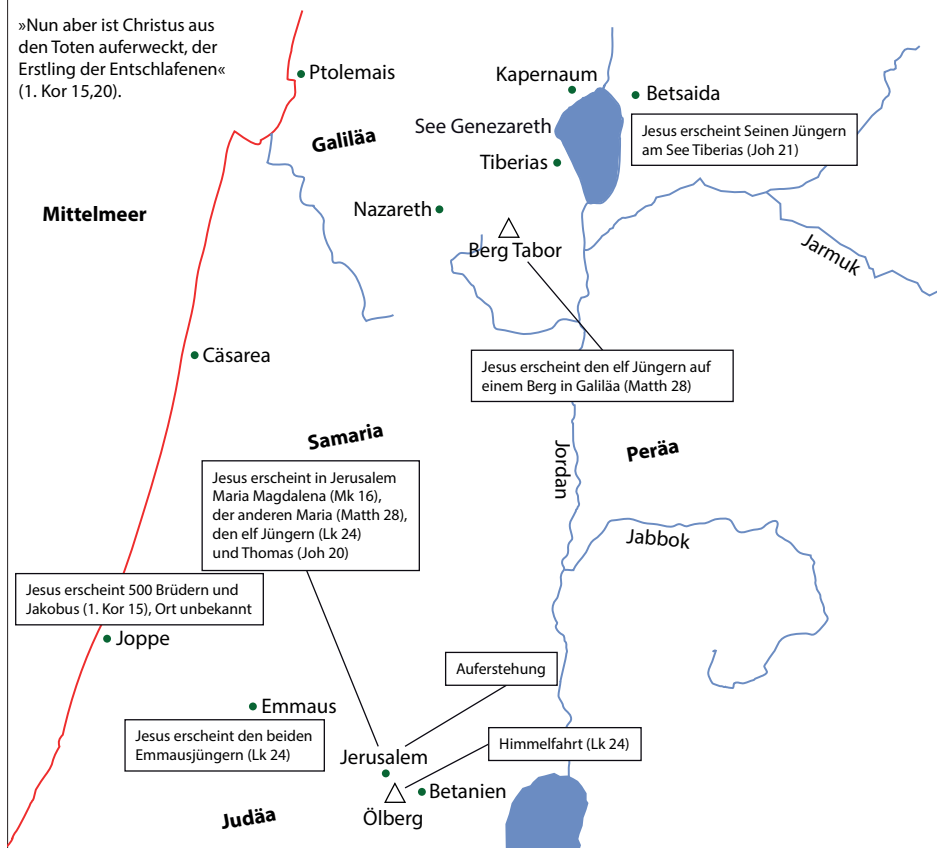 »Nun aber ist Christus aus
den Toten auferweckt, der
Erstling der Entschlafenen«
(1. Kor 15,20).
Ptolemais
Kapernaum
Betsaida
See Genezareth
Galiläa
Jesus erscheint Seinen Jüngern
am See Tiberias (Joh 21)
Tiberias
Mittelmeer
Nazareth
Berg Tabor
Jarmuk
Cäsarea
Jesus erscheint den elf Jüngern auf
einem Berg in Galiläa (Matth 28)
Samaria
Peräa
Jordan
Jesus erscheint in Jerusalem
Maria Magdalena (Mk 16),
der anderen Maria (Matth 28),
den elf Jüngern (Lk 24)
und Thomas (Joh 20)
Jabbok
Jesus erscheint 500 Brüdern und
Jakobus (1. Kor 15), Ort unbekannt
Joppe
Auferstehung
Emmaus
Jesus erscheint den beiden
Emmausjüngern (Lk 24)
Himmelfahrt (Lk 24)
Jerusalem
Betanien
Ölberg
Judäa